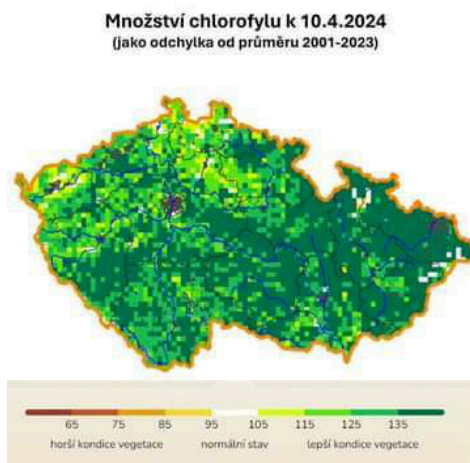 Množství chlorofylu k 10.4.2024
(jako odchylka od průměru 2001-2023)
65 75 85 95 105 115 125 135
horší kondice vegetace normální stav lepší kondice vegetace